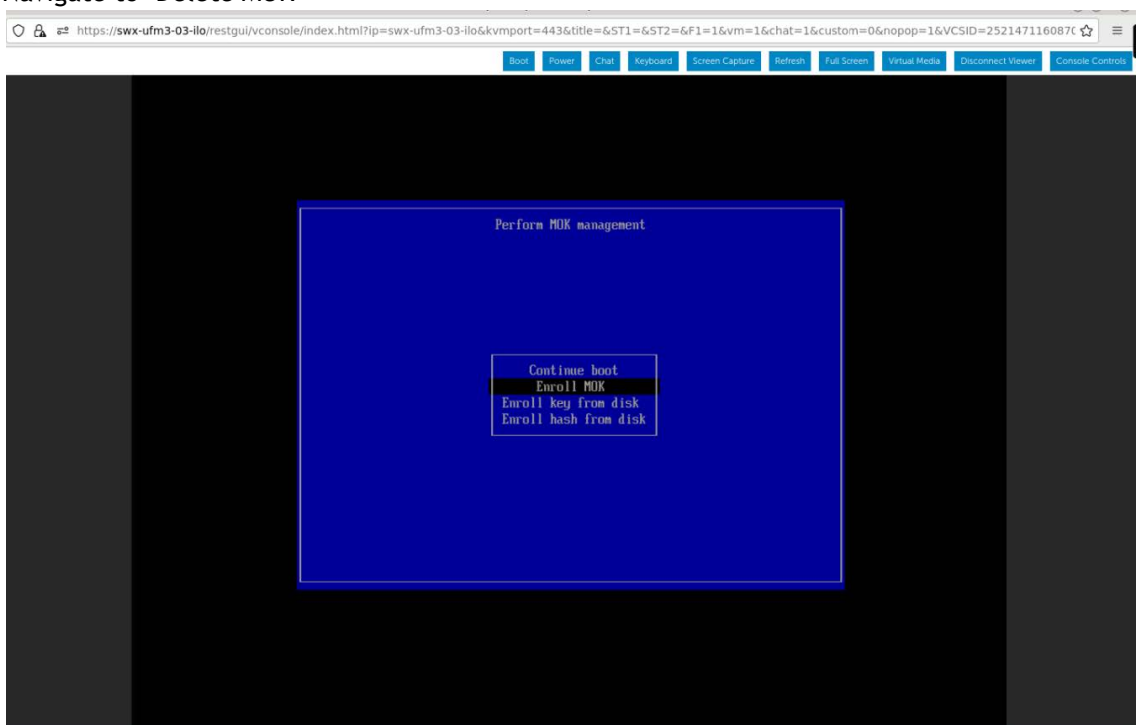 Navigate to "Delete MOK"
https://swx-ufm3-03-ilo/restgui/vconsole/index.html?ip=swx-ufm3-03-ilo&kvmport=443&title=&ST1=&ST2=&F1=1&vm=1&chat=1&custom=0&nopop=1&VCSID=252147116087(
Boot Power Chat Keyboard Screen Capture Refresh Full Screen Virtual Media Disconnect Viewer Console Controls
Perform MOK management
Continue boot
Enroll MOK
Enroll key from disk
Enroll hash from disk